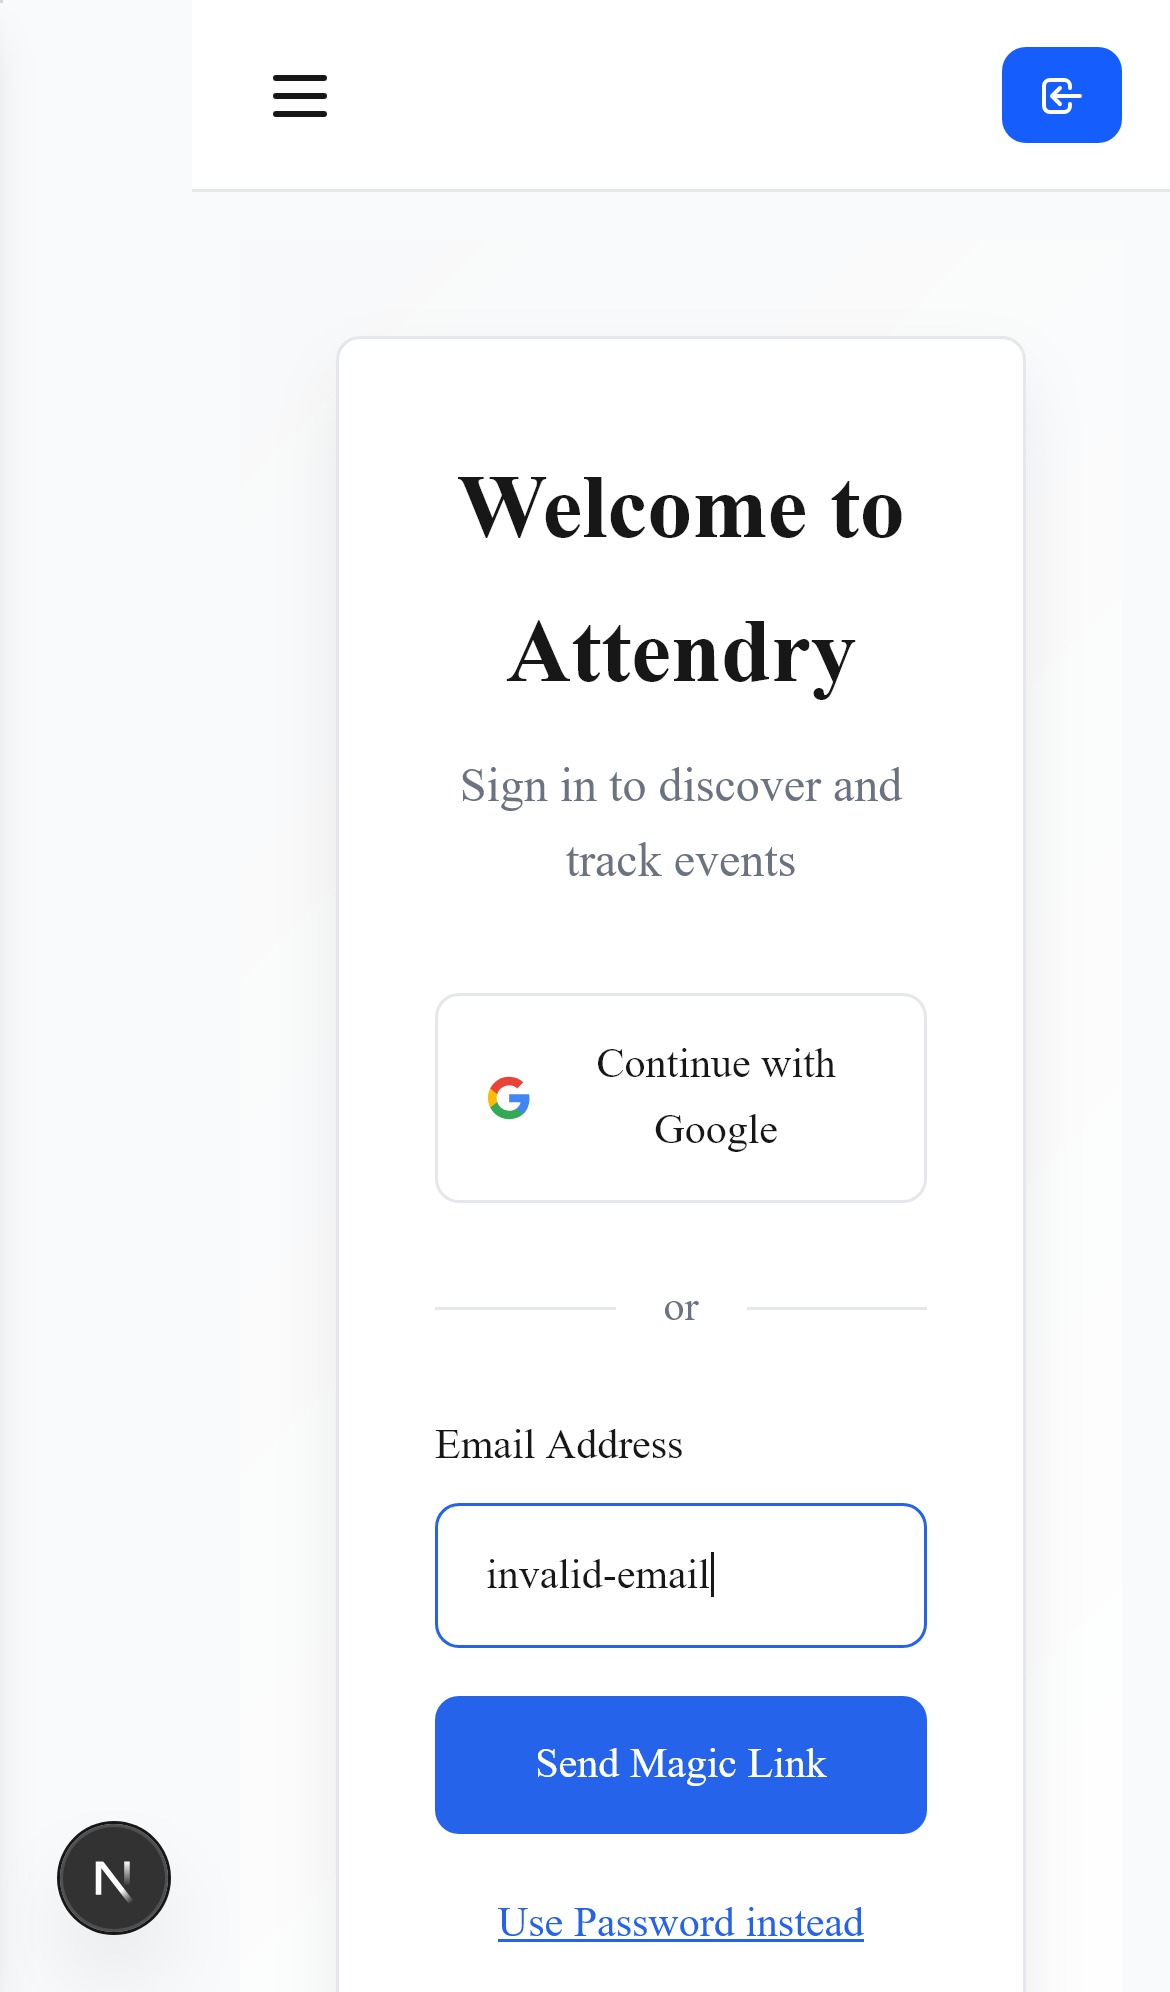 Welcome to
Attendry
Sign in to discover and
track events
Continue with
Google
or
Email Address
invalid-email
Send Magic Link
Use Password instead
N